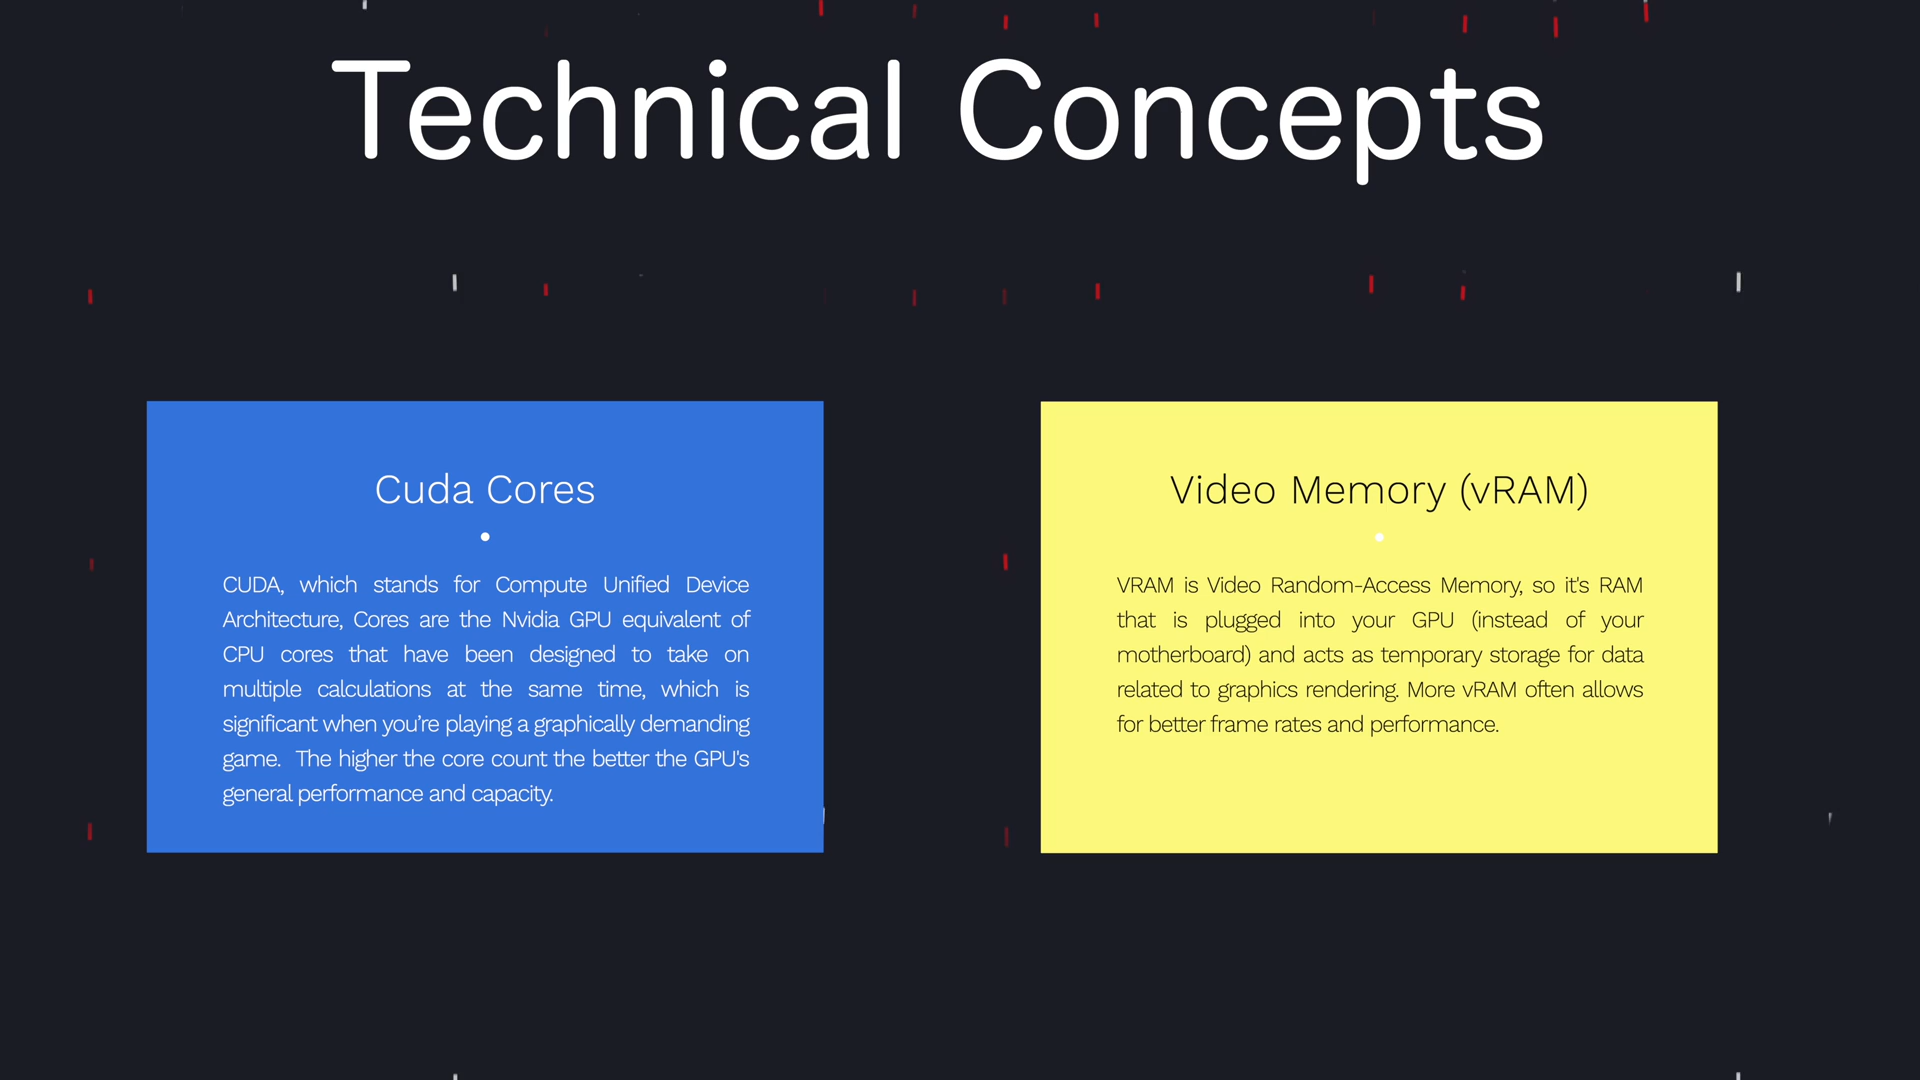 Technical Concepts
Cuda Cores
CUDA, which stands for Compute Unified Device
Architecture, Cores are the Nvidia GPU equivalent of
CPU cores that have been designed to take on
multiple calculations at the same time, which is
significant when you’re playing a graphically demanding
game.  The higher the core count the better the GPU's
general performance and capacity.
Video Memory (vRAM)
VRAM is Video Random-Access Memory, so it's RAM
that is plugged into your GPU (instead of your
motherboard) and acts as temporary storage for data
related to graphics rendering. More vRAM often allows
for better frame rates and performance.